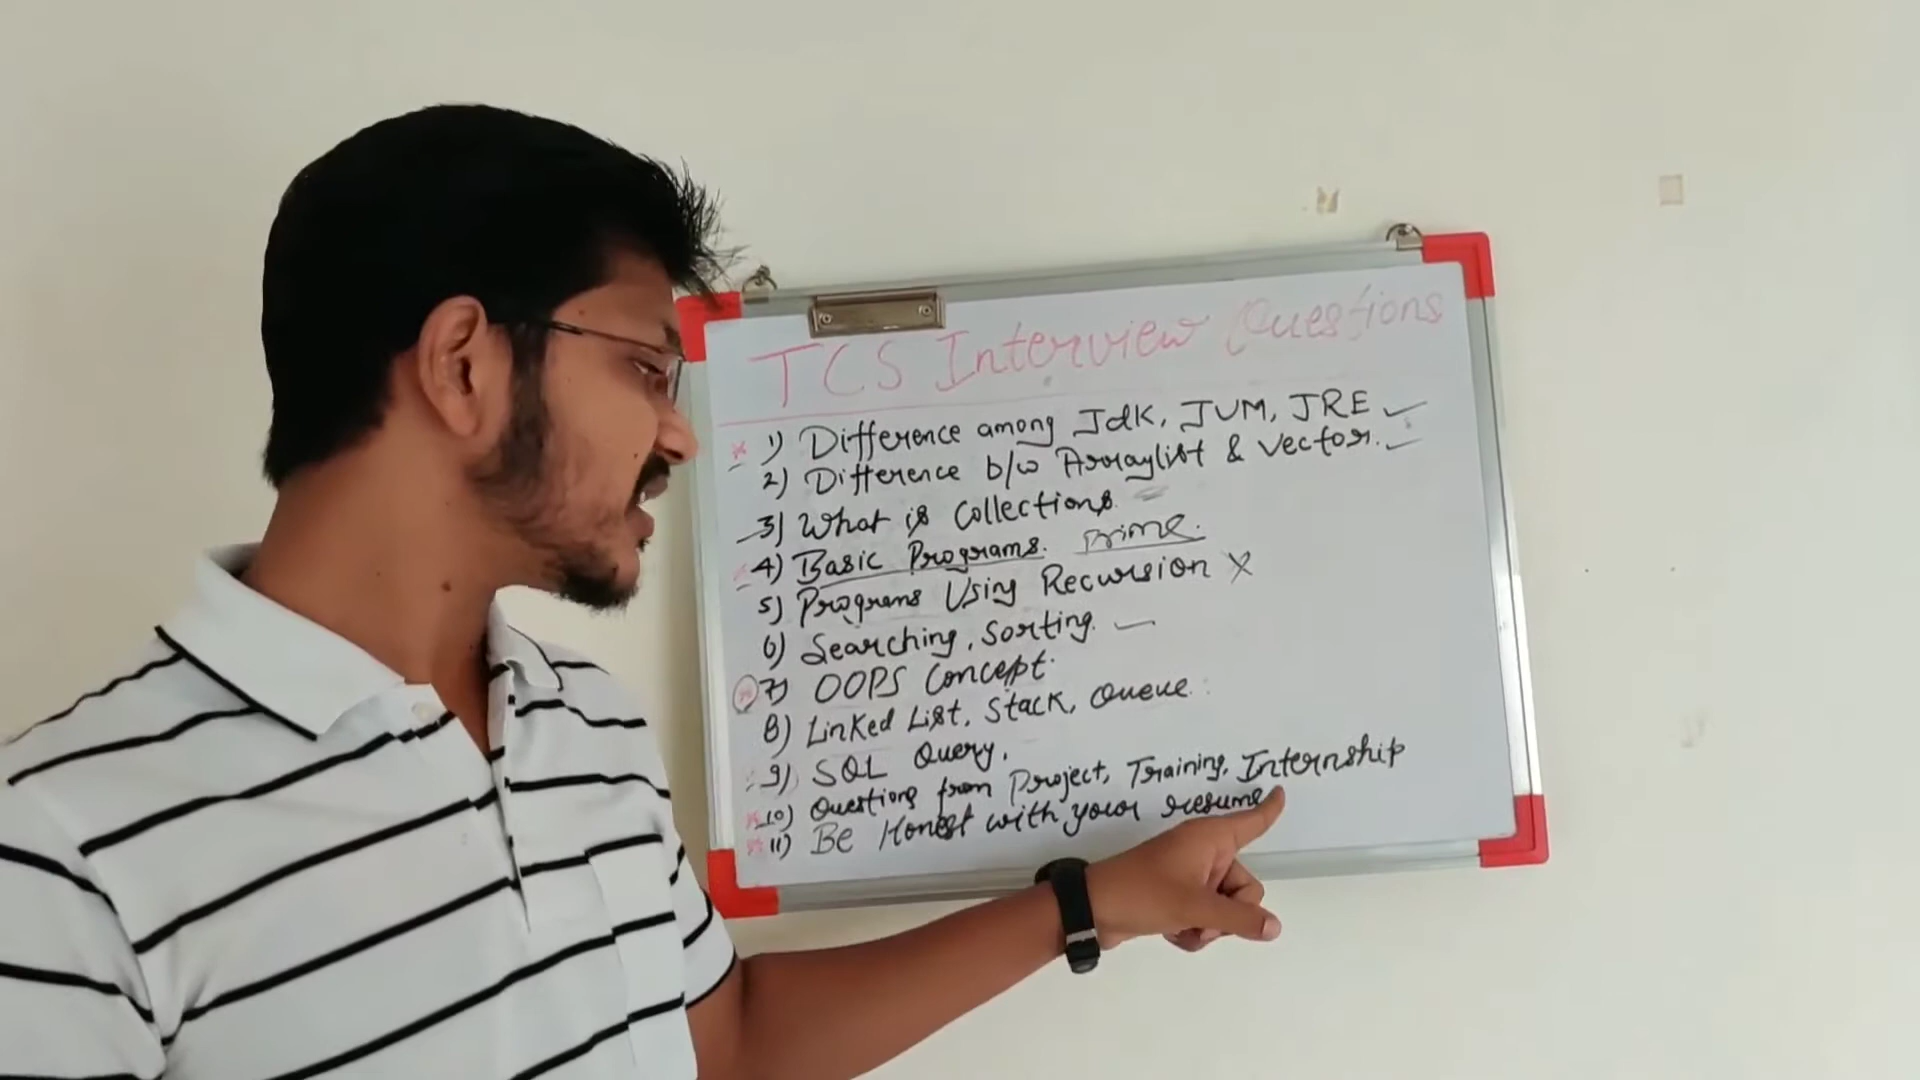 TCS Interview Questions
1) Difference among JdK, JVM, JRE
2) Difference b/w Arraylist & Vector.
3) What is Collections.
4) Basic Programs. Prime.
5) Programs Using Recursion X
6) Searching, Sorting.
7) OOPS Concept.
8) Linked List, Stack, Queue.
9) SQL Query.
10) Questions from Project, Training, Internship
11) Be Honest with your resume